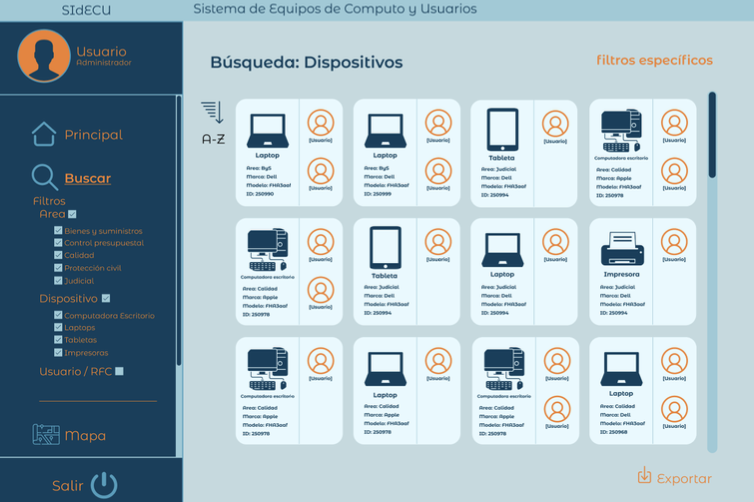 SIdECU
Sistema de Equipos de Computo y Usuarios
Usuario
Administrador
Principal
Buscar
Filtros
Area
Bienes y suministros
Control presupuestal
Calidad
Protección civil
Judicial
Dispositivo
Computadora Escritorio
Laptops
Tabletas
Impresoras
Usuario / RFC
Mapa
Salir
Búsqueda: Dispositivos
filtros específicos
A-Z
Laptop
Area: ByS
Marca: Dell
Modelo: FHR3aaf
ID: 250990
[Usuario]
[Usuario]
Laptop
Area: ByS
Marca: Dell
Modelo: FHR3aaf
ID: 250999
[Usuario]
[Usuario]
Tableta
Area: Judicial
Marca: Dell
Modelo: FHR3aaf
ID: 250994
[Usuario]
Computadora escritorio
Area: Calidad
Marca: Apple
Modelo: FHR3aaf
ID: 250978
[Usuario]
[Usuario]
Computadora escritorio
Area: Calidad
Marca: Apple
Modelo: FHR3aaf
ID: 250978
[Usuario]
[Usuario]
Tableta
Area: Judicial
Marca: Dell
Modelo: FHR3aaf
ID: 250994
[Usuario]
Laptop
Area: Judicial
Marca: Dell
Modelo: FHR3aaf
ID: 250994
[Usuario]
Impresora
Area: Judicial
Marca: Dell
Modelo: FHR3aaf
ID: 250994
[Usuario]
Computadora escritorio
Area: Calidad
Marca: Apple
Modelo: FHR3aaf
ID: 250978
[Usuario]
Laptop
Area: Calidad
Marca: Apple
Modelo: FHR3aaf
ID: 250978
[Usuario]
Computadora escritorio
Area: Calidad
Marca: Apple
Modelo: FHR3aaf
ID: 250978
[Usuario]
[Usuario]
Laptop
Area: Calidad
Marca: Dell
Modelo: FHR3aaf
ID: 250968
[Usuario]
[Usuario]
Exportar